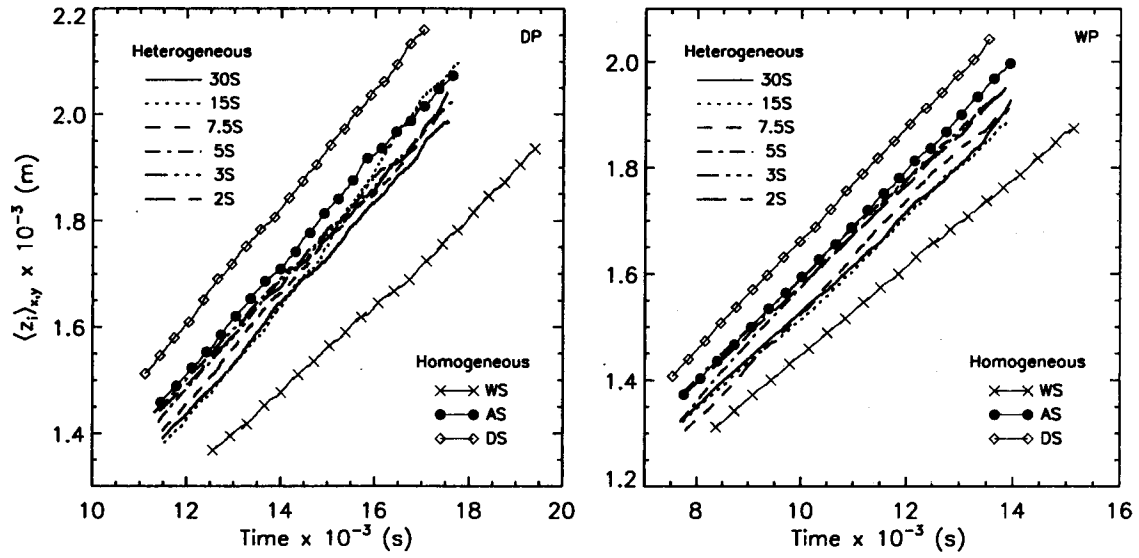 2.2
2.0
1.8
1.6
1.4
⟨z_i⟩_x,y x 10^-3 (m)
DP
Heterogeneous
30S
15S
7.5S
5S
3S
2S
Homogeneous
WS
AS
DS
10 12 14 16 18 20
Time x 10^-3 (s)
2.0
1.8
1.6
1.4
1.2
WP
Heterogeneous
30S
15S
7.5S
5S
3S
2S
Homogeneous
WS
AS
DS
8 10 12 14 16
Time x 10^-3 (s)